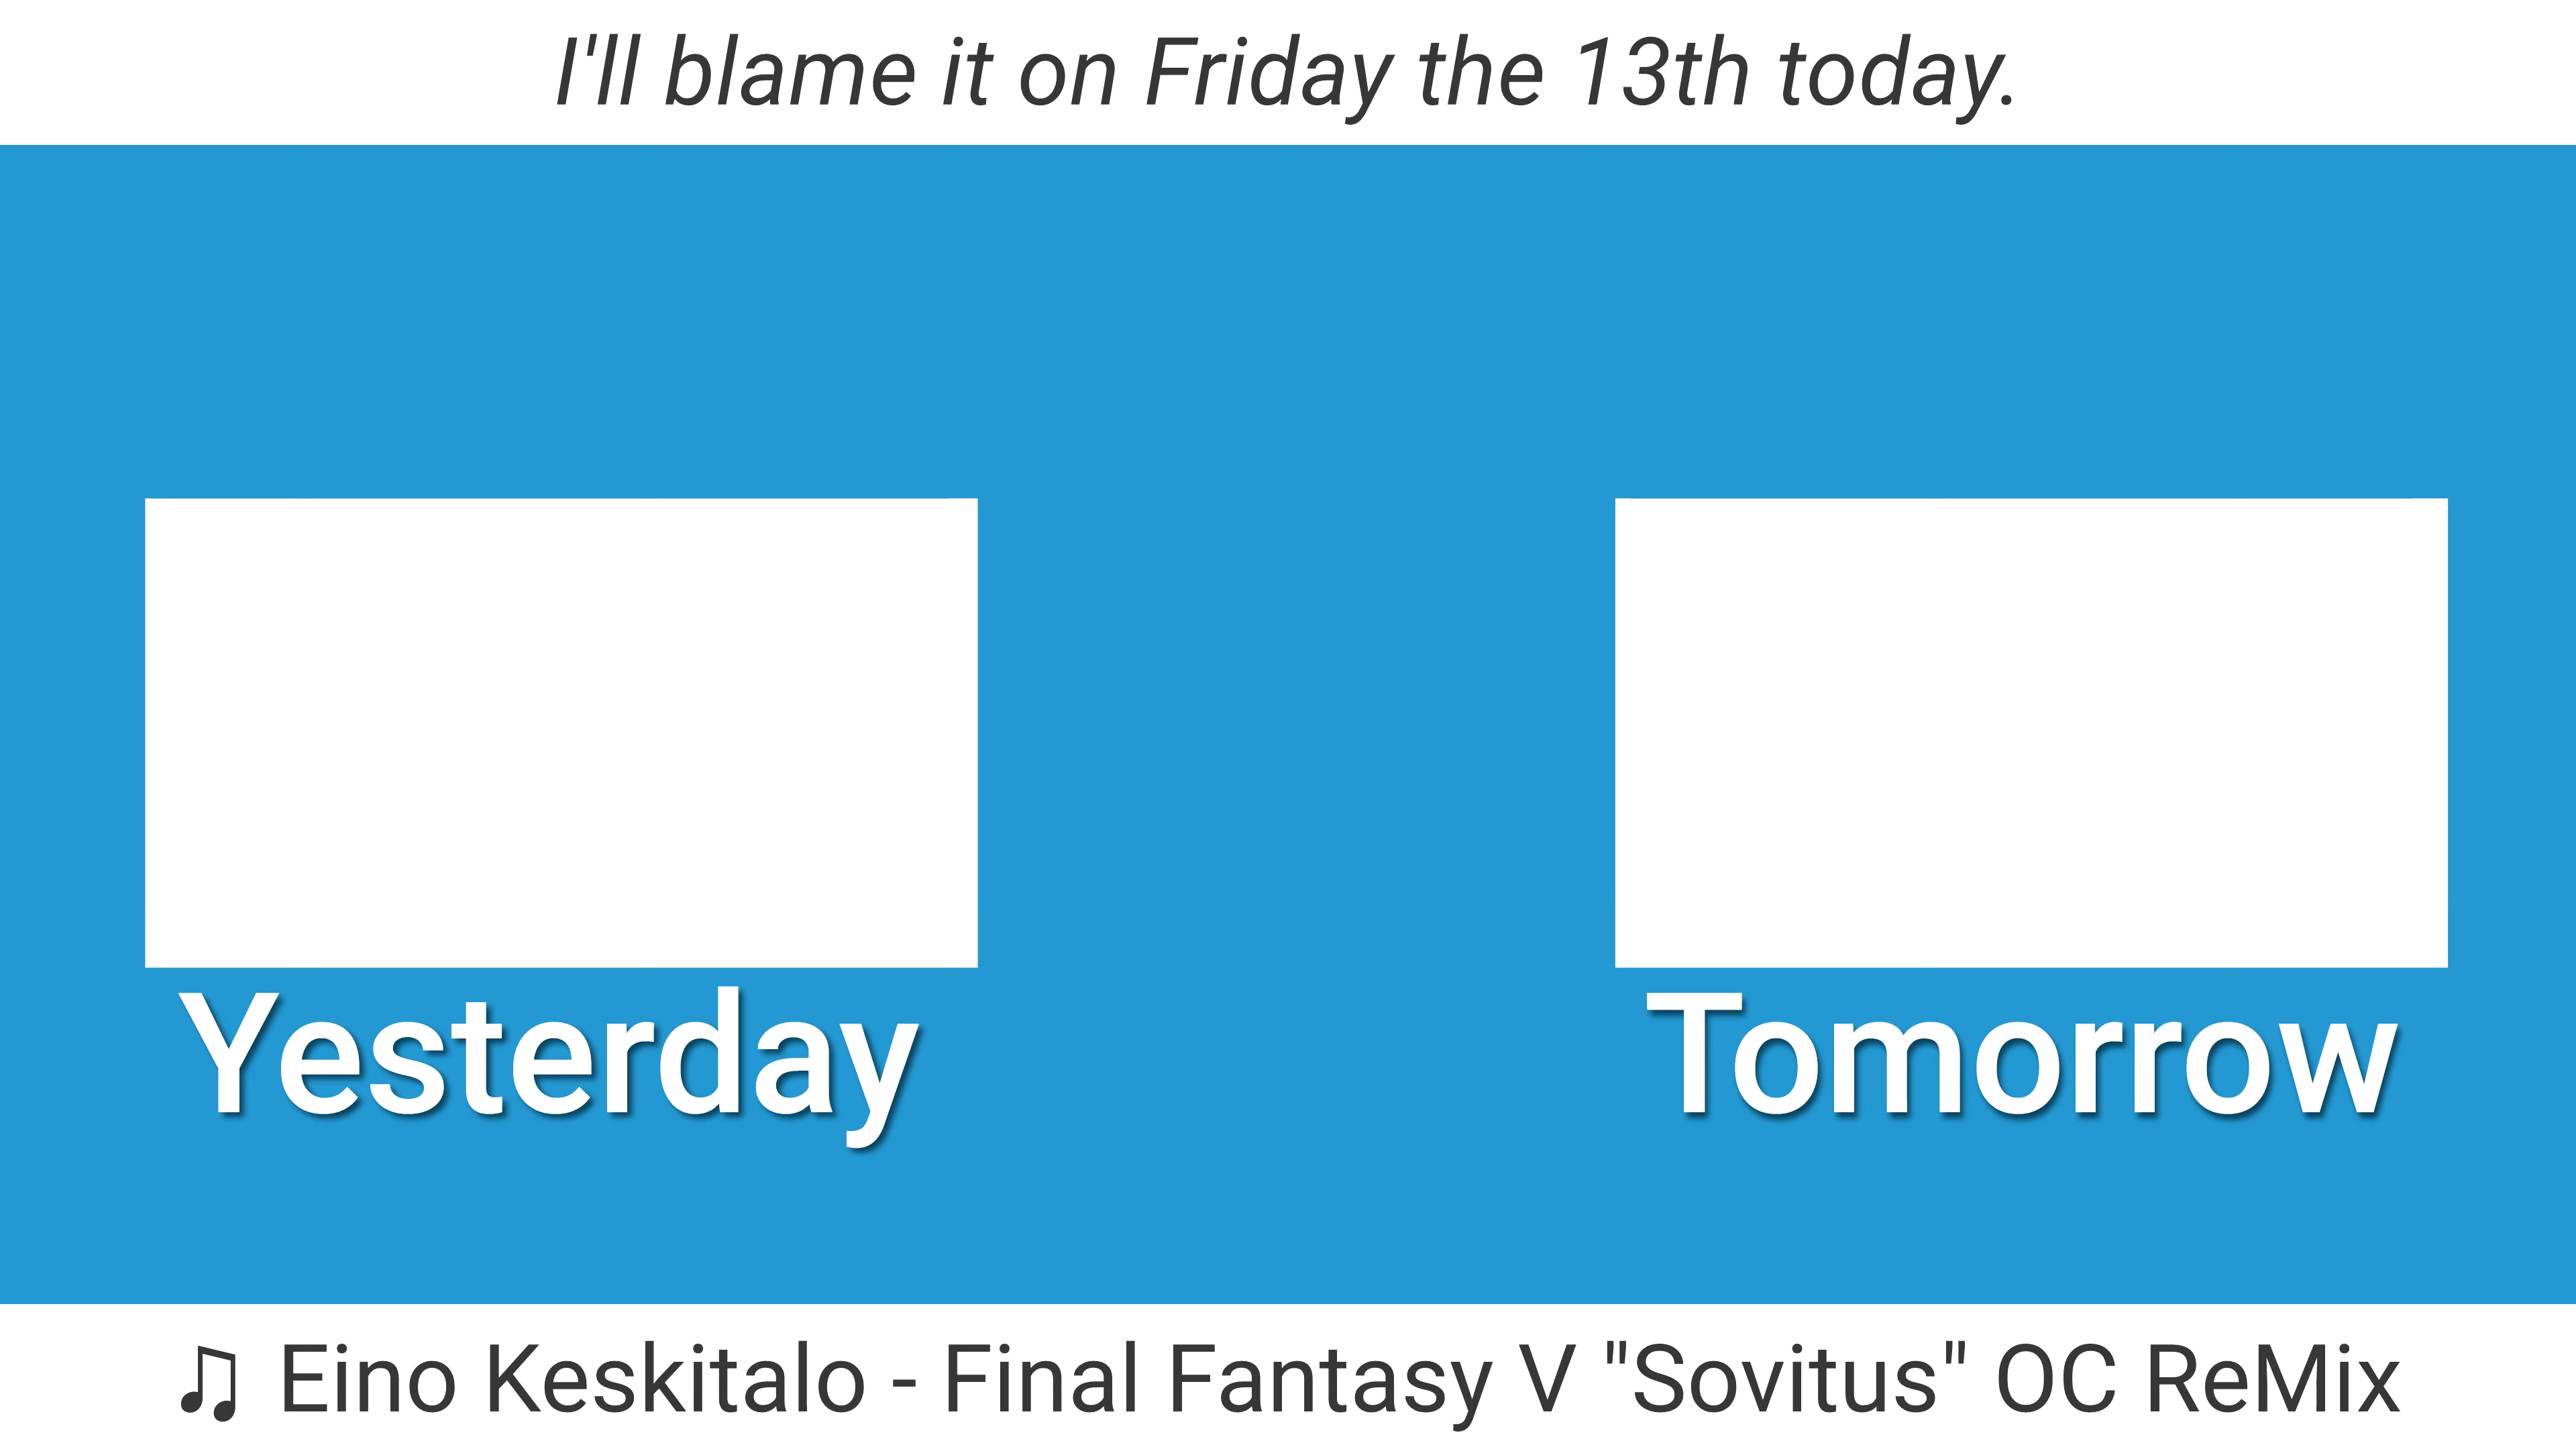 I'll blame it on Friday the 13th today.
Yesterday
Tomorrow
♫ Eino Keskitalo - Final Fantasy V "Sovitus" OC ReMix